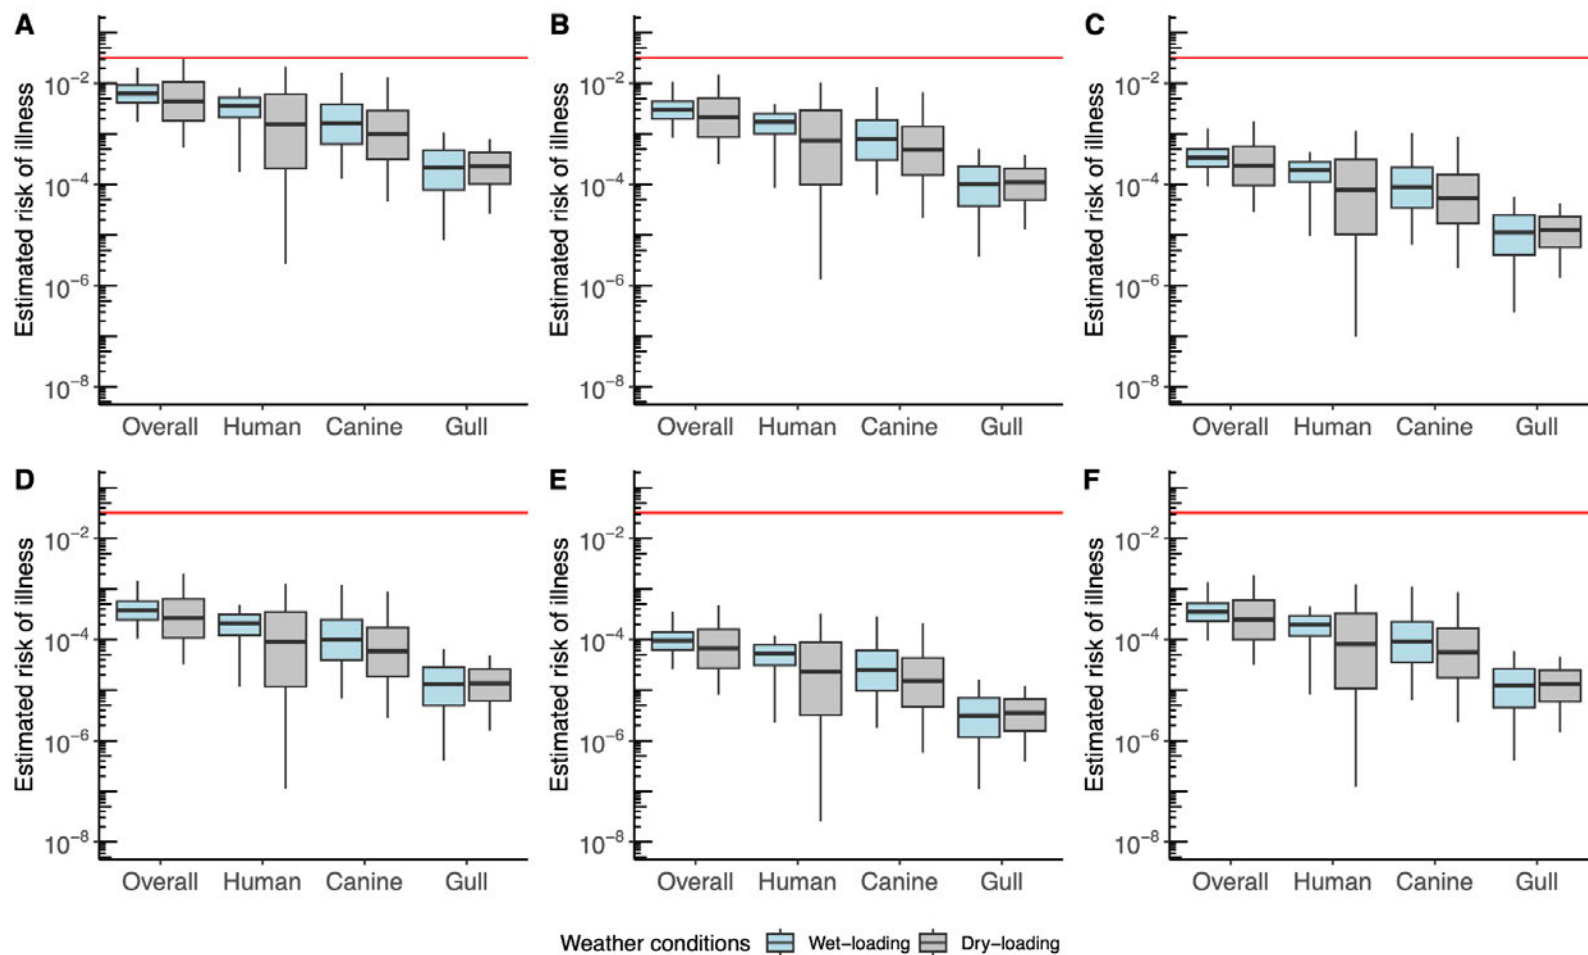 A
Estimated risk of illness
10−2
10−4
10−6
10−8
Overall Human Canine Gull
B
Estimated risk of illness
10−2
10−4
10−6
10−8
Overall Human Canine Gull
C
Estimated risk of illness
10−2
10−4
10−6
10−8
Overall Human Canine Gull
D
Estimated risk of illness
10−2
10−4
10−6
10−8
Overall Human Canine Gull
E
Estimated risk of illness
10−2
10−4
10−6
10−8
Overall Human Canine Gull
F
Estimated risk of illness
10−2
10−4
10−6
10−8
Overall Human Canine Gull
Weather conditions Wet−loading Dry−loading